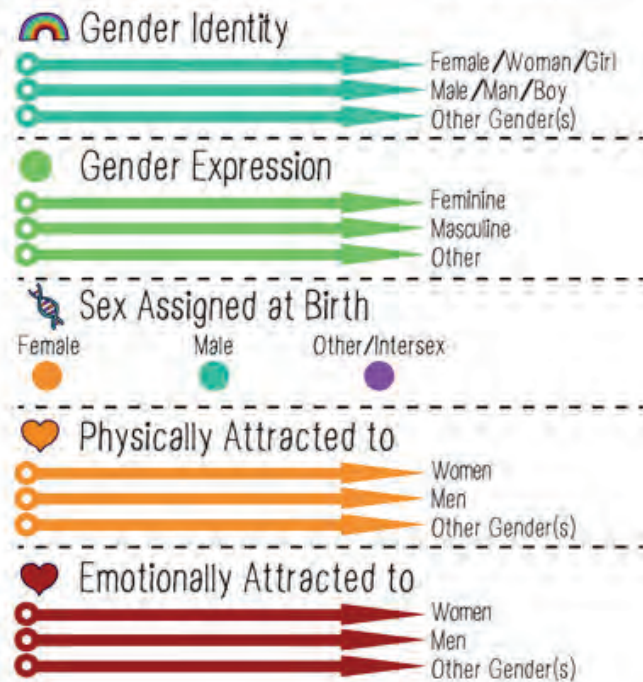 Gender Identity
Female/Woman/Girl
Male/Man/Boy
Other Gender(s)
Gender Expression
Feminine
Masculine
Other
Sex Assigned at Birth
Female Male Other/Intersex
Physically Attracted to
Women
Men
Other Gender(s)
Emotionally Attracted to
Women
Men
Other Gender(s)